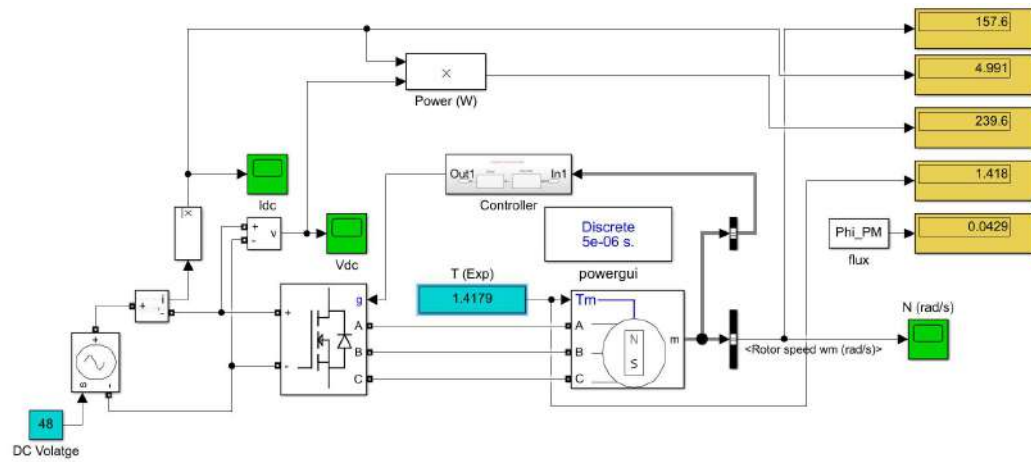 157.6
4.991
Power (W)
239.6
Out1
In1
1.418
Idc
Controller
Discrete
5e-06 s.
Phi_PM
0.0429
+
-
v
Vdc
powergui
flux
T (Exp)
1.4179
+
i
-
g
Tm
N (rad/s)
+
A
A
N
m
B
B
S
<Rotor speed wm (rad/s)>
-
C
C
+
s
-
48
DC Volatge